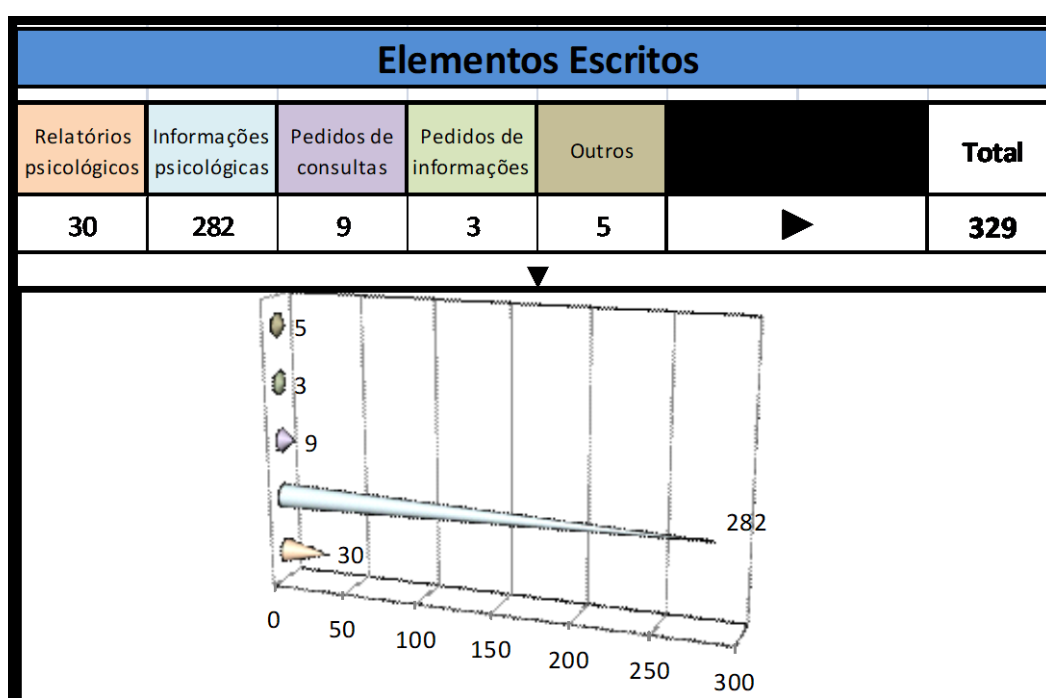 Elementos Escritos
Relatórios psicológicos
Informações psicológicas
Pedidos de consultas
Pedidos de informações
Outros
Total
30 282 9 3 5 329
5
3
9
282
30
0 50 100 150 200 250 300